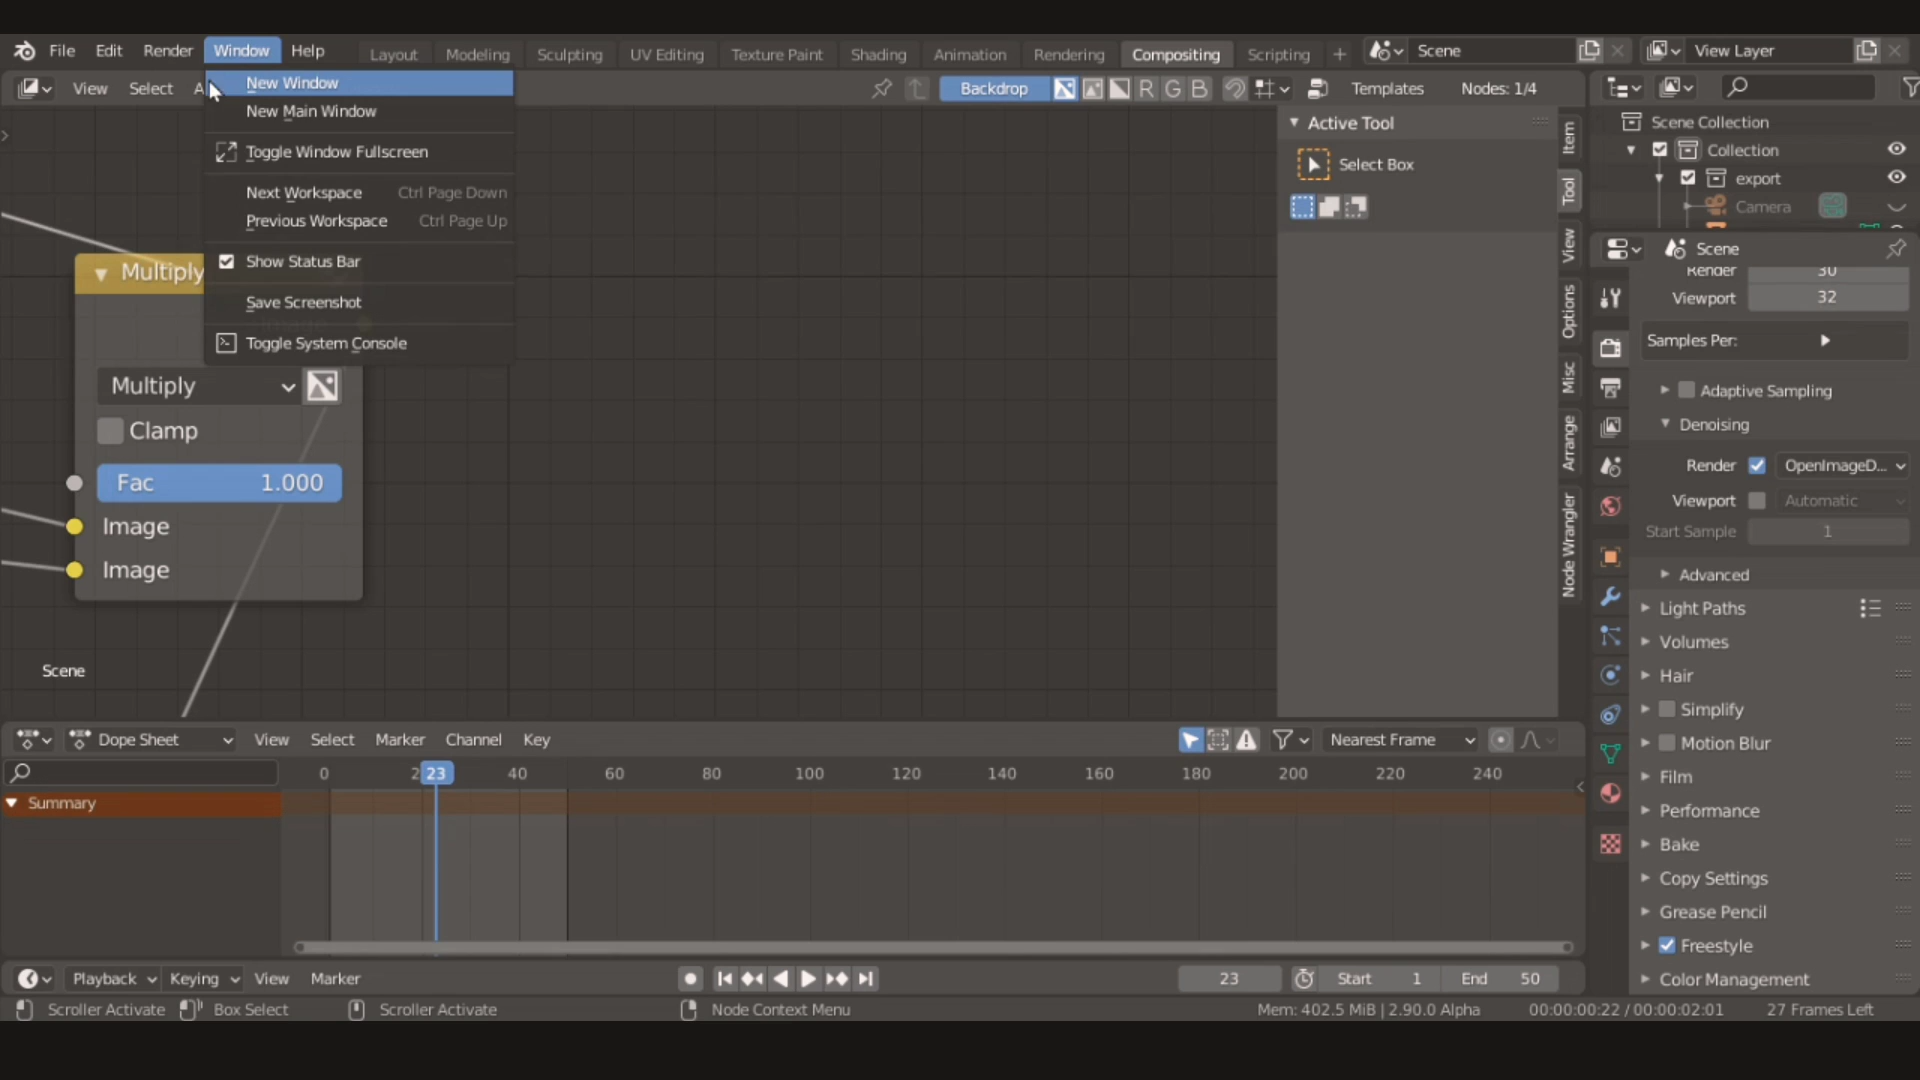 File Edit Render Window Help Layout Modeling Sculpting UV Editing Texture Paint Shading Animation Rendering Compositing Scripting + Scene View Layer
View Select A Backdrop R G B Templates Nodes: 1/4
New Window
New Main Window
Toggle Window Fullscreen
Next Workspace Ctrl Page Down
Previous Workspace Ctrl Page Up
Show Status Bar
Save Screenshot
Toggle System Console
Multiply
Multiply
Clamp
Fac 1.000
Image
Image
Scene
Active Tool
Select Box
Item
Tool
View
Options
Misc
Arrange
Node Wrangler
Scene Collection
Collection
export
Camera
Scene
Render 30
Viewport 32
Samples Per:
Adaptive Sampling
Denoising
Render OpenImageD...
Viewport Automatic
Start Sample 1
Advanced
Light Paths
Volumes
Hair
Simplify
Motion Blur
Film
Performance
Bake
Copy Settings
Grease Pencil
Freestyle
Color Management
Dope Sheet View Select Marker Channel Key Nearest Frame
0 2 23 40 60 80 100 120 140 160 180 200 220 240
Summary
Playback Keying View Marker 23 Start 1 End 50
Scroller Activate Box Select Scroller Activate Node Context Menu Mem: 402.5 MiB | 2.90.0 Alpha 00:00:00:22 / 00:00:02:01 27 Frames Left